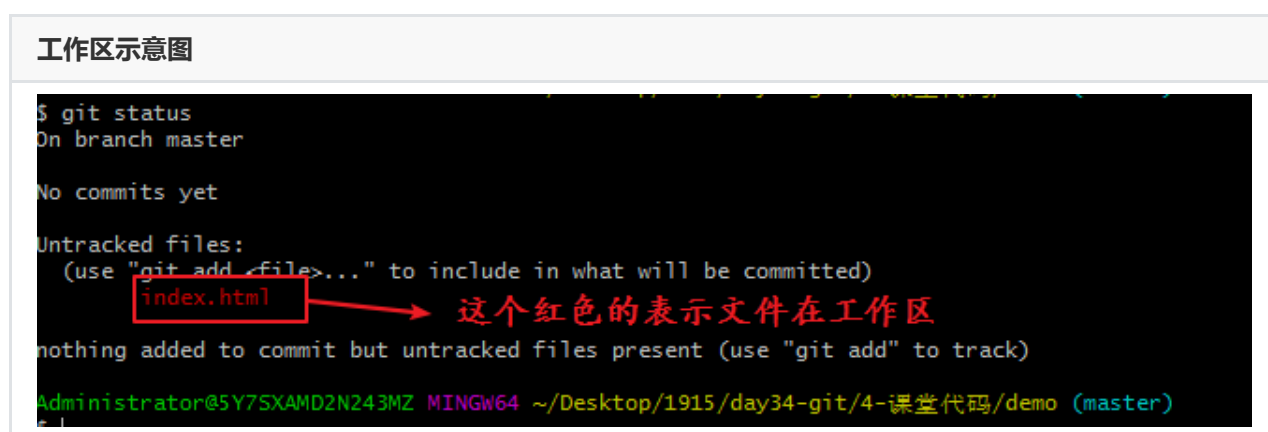 工作区示意图
$ git status
On branch master
No commits yet
Untracked files:
(use "git add <file>..." to include in what will be committed)
index.html
这个红色的表示文件在工作区
nothing added to commit but untracked files present (use "git add" to track)
Administrator@5Y7SXAMD2N243MZ MINGW64 ~/Desktop/1915/day34-git/4-课堂代码/demo (master)